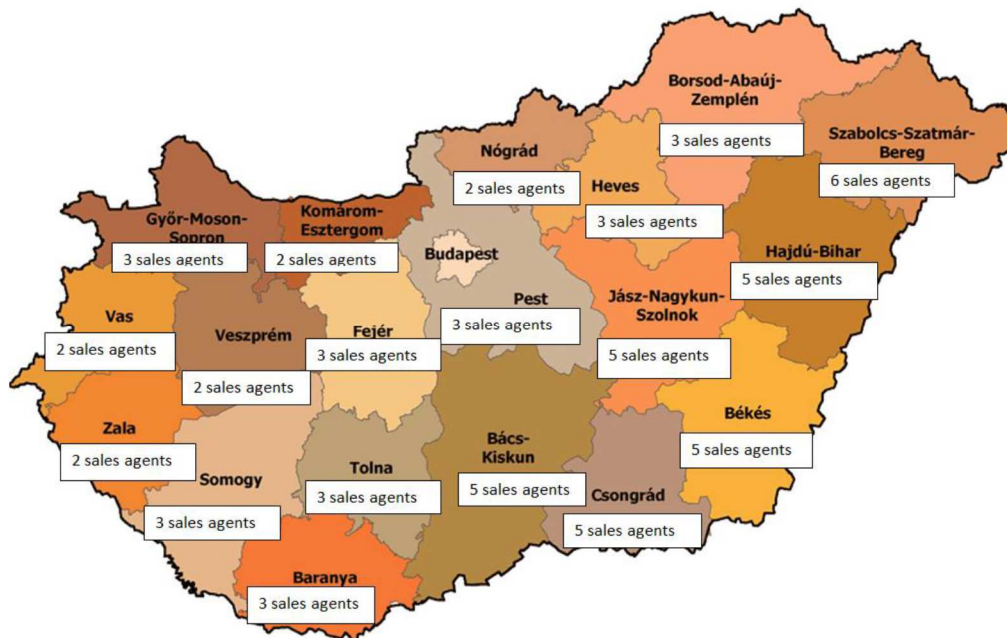 Borsod-Abaúj-
Zemplén
3 sales agents
Szabolcs-Szatmár-
Bereg
6 sales agents
Nógrád
2 sales agents
Heves
3 sales agents
Győr-Moson-
Sopron
3 sales agents
Komárom-
Esztergom
2 sales agents
Budapest
Hajdú-Bihar
5 sales agents
Vas
2 sales agents
Veszprém
2 sales agents
Fejér
3 sales agents
Pest
3 sales agents
Jász-Nagykun-
Szolnok
5 sales agents
Zala
2 sales agents
Somogy
3 sales agents
Tolna
3 sales agents
Bács-
Kiskun
5 sales agents
Csongrád
5 sales agents
Békés
5 sales agents
Baranya
3 sales agents